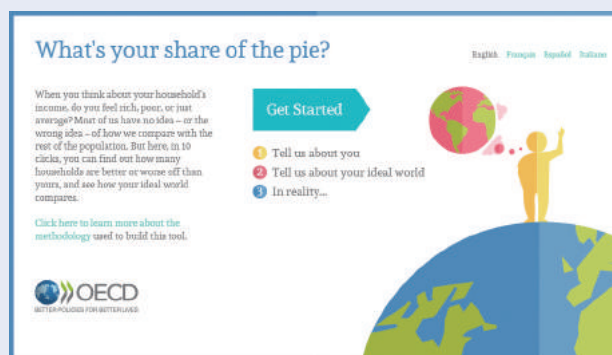 What's your share of the pie?
English Français Español Italiano
When you think about your household's
income, do you feel rich, poor, or just
average? Most of us have no idea – or the
wrong idea – of how we compare with the
rest of the population. But here, in 10
clicks, you can find out how many
households are better or worse off than
yours, and see how your ideal world
compares.
Click here to learn more about the
methodology used to build this tool.
Get Started
1 Tell us about you
2 Tell us about your ideal world
3 In reality...
OECD
BETTER POLICIES FOR BETTER LIVES